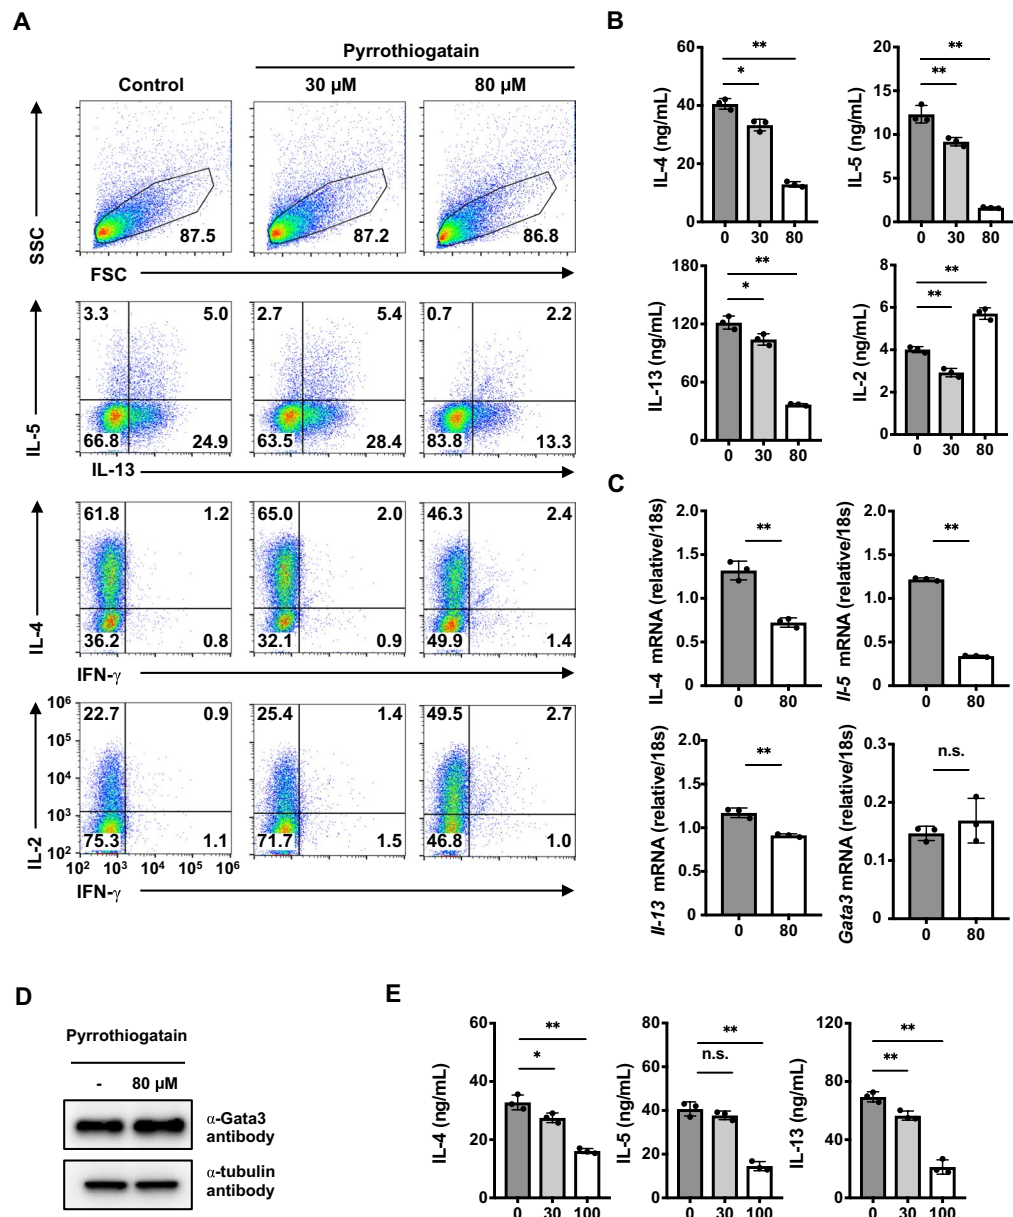 A
Pyrrothiogatain
Control
30 µM
80 µM
SSC
87.5
87.2
86.8
FSC
IL-5
3.3
5.0
2.7
5.4
0.7
2.2
66.8
24.9
63.5
28.4
83.8
13.3
IL-13
IL-4
61.8
1.2
65.0
2.0
46.3
2.4
36.2
0.8
32.1
0.9
49.9
1.4
IFN-γ
IL-2
10⁶
10⁵
10⁴
10³
10²
22.7
0.9
25.4
1.4
49.5
2.7
75.3
1.1
71.7
1.5
46.8
1.0
10² 10³ 10⁴ 10⁵ 10⁶
IFN-γ
B
IL-4 (ng/mL)
60
40
20
0
**
*
0 30 80
IL-5 (ng/mL)
20
15
10
5
0
**
**
0 30 80
IL-13 (ng/mL)
180
120
60
0
**
*
0 30 80
IL-2 (ng/mL)
8
6
4
2
0
**
**
0 30 80
C
IL-4 mRNA (relative/18s)
2.0
1.5
1.0
0.5
0
**
0 80
Il-5 mRNA (relative/18s)
2.0
1.5
1.0
0.5
0
**
0 80
Il-13 mRNA (relative/18s)
2.0
1.5
1.0
0.5
0
**
0 80
Gata3 mRNA (relative/18s)
0.3
0.2
0.1
0
n.s.
0 80
D
Pyrrothiogatain
- 80 µM
α-Gata3
antibody
α-tubulin
antibody
E
IL-4 (ng/mL)
60
40
20
0
**
*
0 30 100
IL-5 (ng/mL)
80
60
40
20
0
**
n.s.
0 30 100
IL-13 (ng/mL)
120
80
40
0
**
**
0 30 100